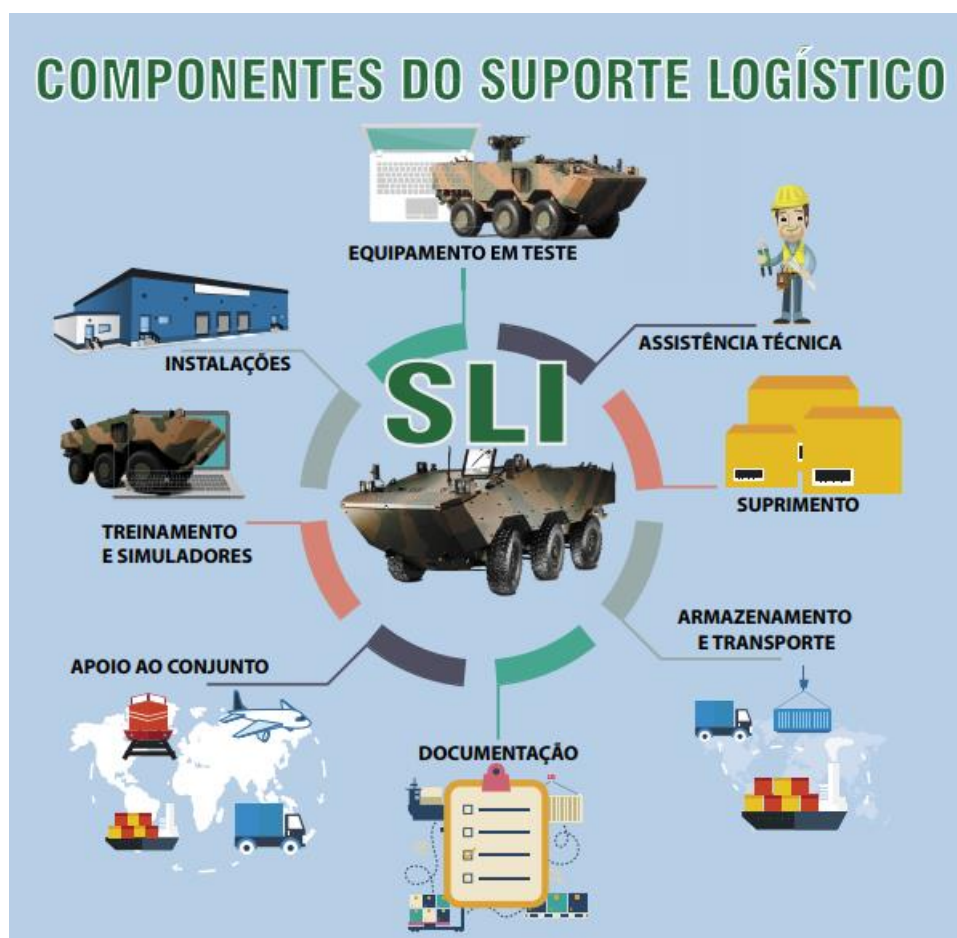 COMPONENTES DO SUPORTE LOGÍSTICO
EQUIPAMENTO EM TESTE
ASSISTÊNCIA TÉCNICA
INSTALAÇÕES
SLI
SUPRIMENTO
TREINAMENTO
E SIMULADORES
ARMAZENAMENTO
E TRANSPORTE
APOIO AO CONJUNTO
DOCUMENTAÇÃO